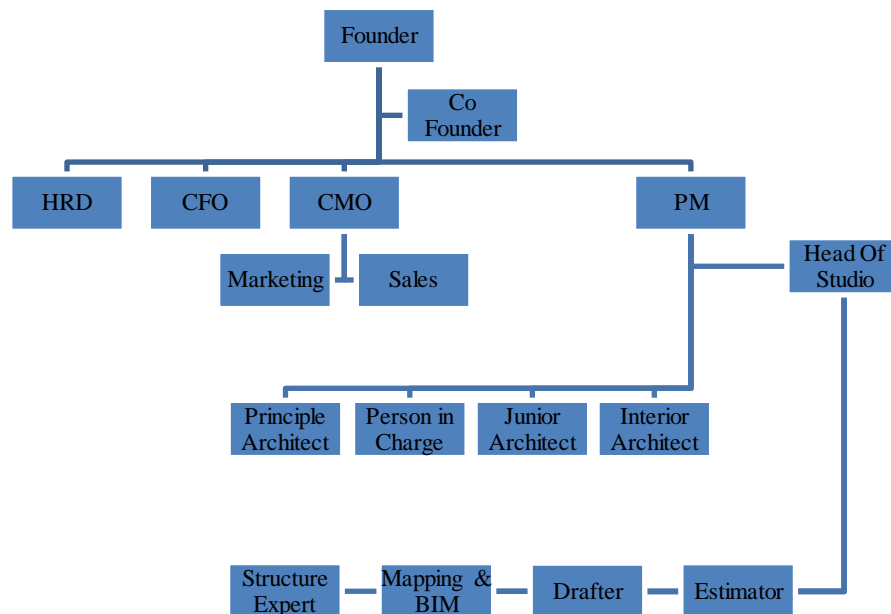 Founder
Co
Founder
HRD
CFO
CMO
PM
Marketing
Sales
Head Of
Studio
Principle
Architect
Person in
Charge
Junior
Architect
Interior
Architect
Structure
Expert
Mapping &
BIM
Drafter
Estimator